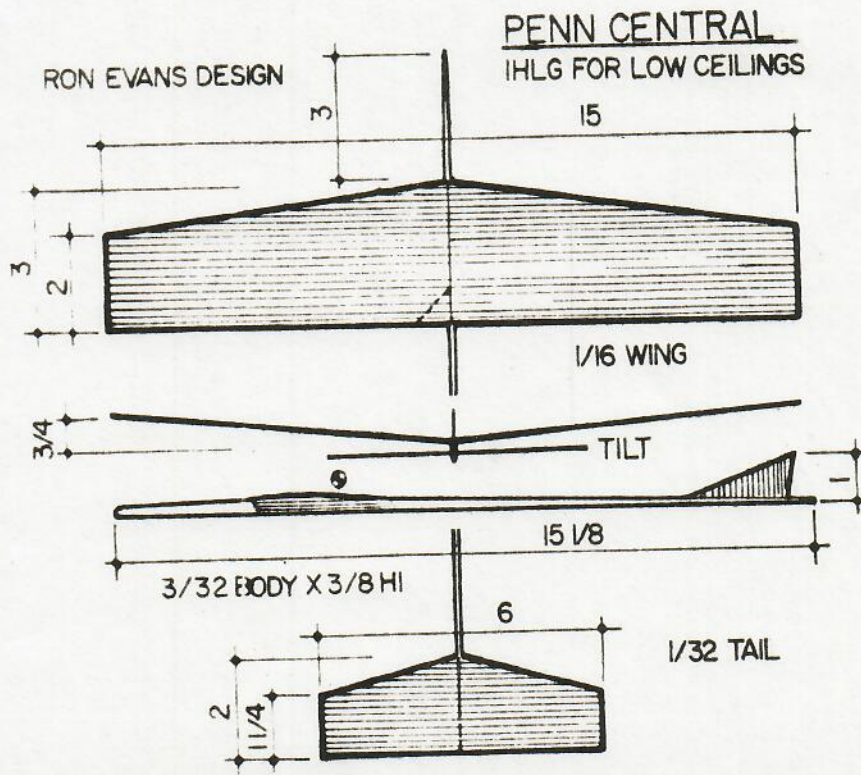 PENN CENTRAL
RON EVANS DESIGN
IHLG FOR LOW CEILINGS
3
15
3
2
1/16 WING
3/4
TILT
1
15 1/8
3/32 BODY X 3/8 HI
6
1/32 TAIL
2
1 1/4